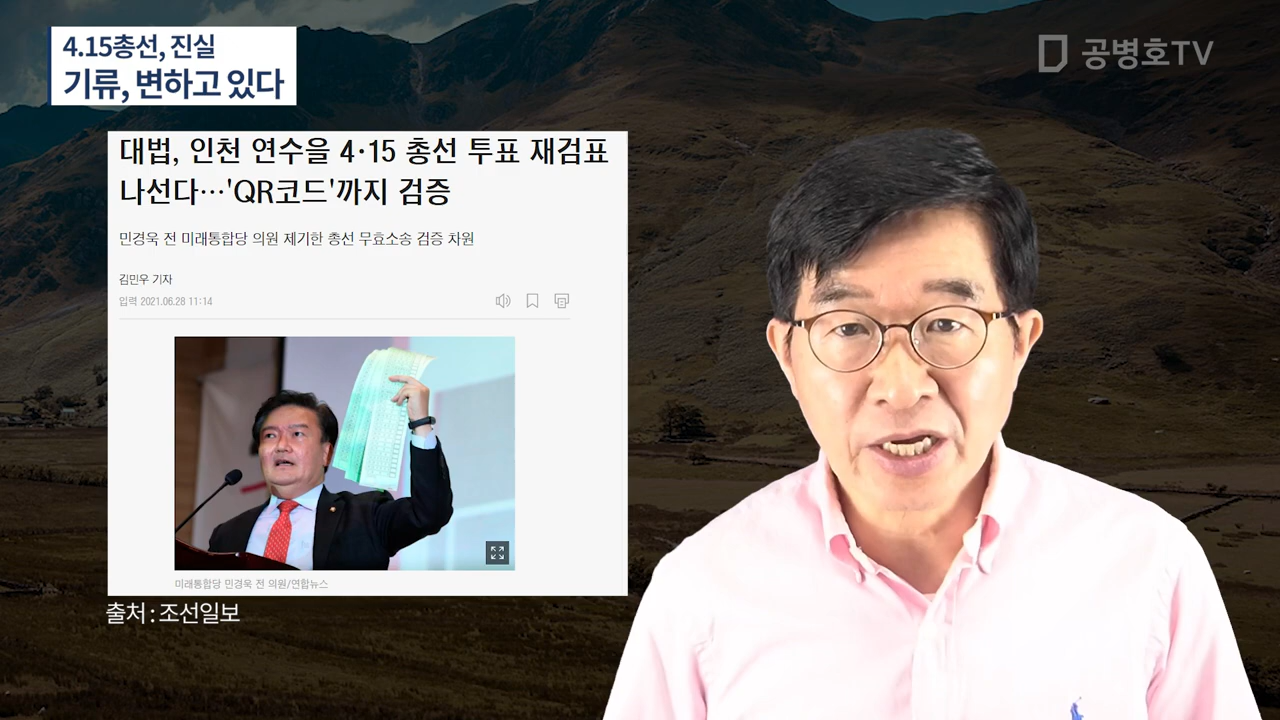 4.15총선, 진실
기류, 변하고 있다
공병호TV
대법, 인천 연수을 4·15 총선 투표 재검표
나선다…'QR코드'까지 검증
민경욱 전 미래통합당 의원 제기한 총선 무효소송 검증 차원
김민우 기자
입력 2021.06.28 11:14
미래통합당 민경욱 전 의원/연합뉴스
출처 : 조선일보